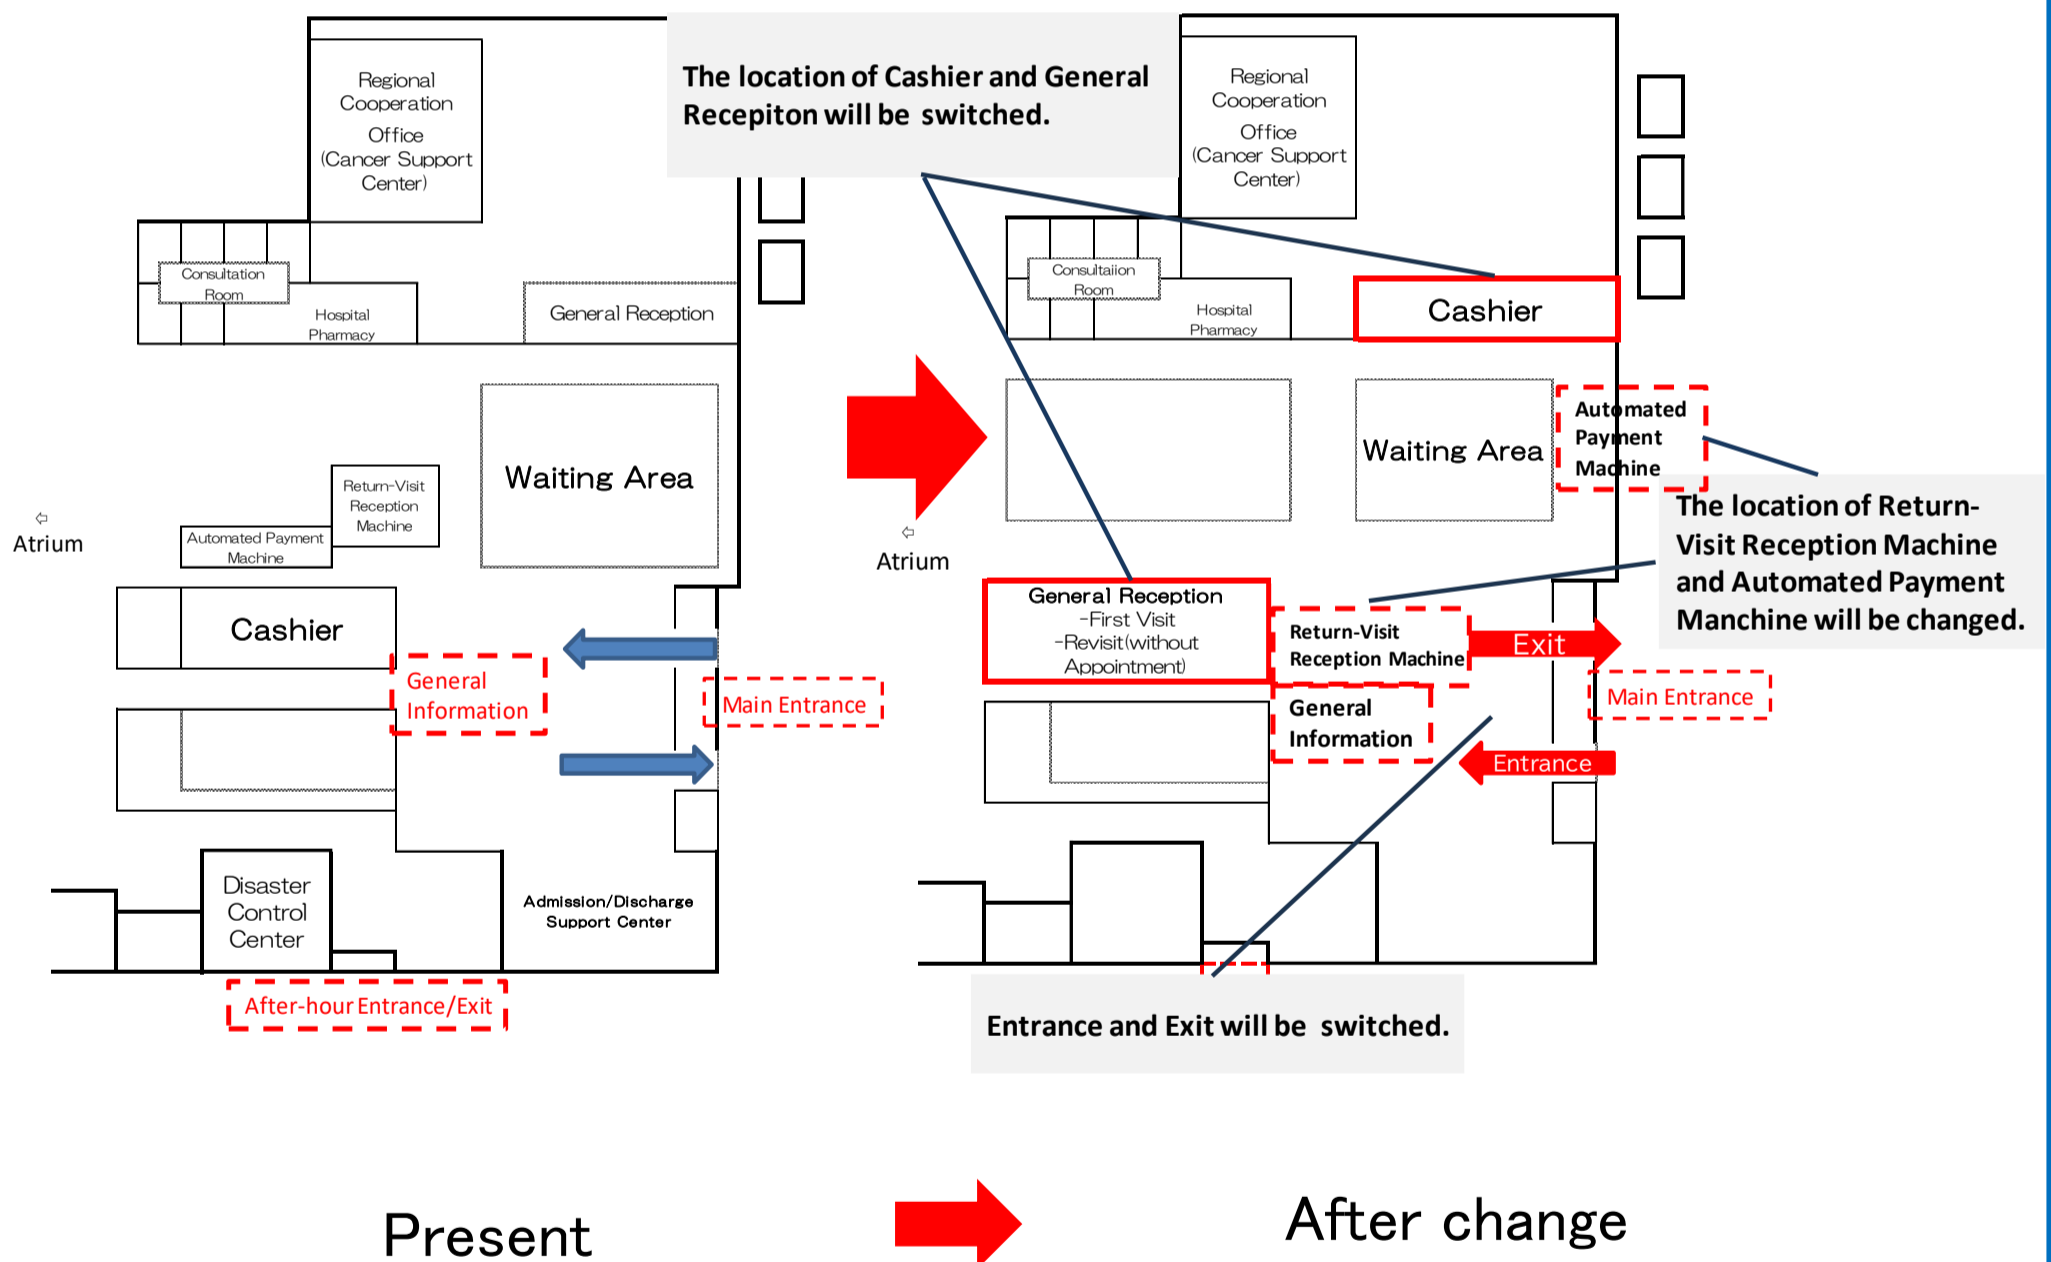 Regional
Cooperation
Office
(Cancer Support
Center)
Consultation
Room
Hospital
Pharmacy
General Reception
Waiting Area
Return-Visit
Reception
Machine
Automated Payment
Machine
⇦
Atrium
Cashier
General
Information
Main Entrance
Disaster
Control
Center
Admission/Discharge
Support Center
After-hour Entrance/Exit
Present
The location of Cashier and General
Recepiton will be switched.
Regional
Cooperation
Office
(Cancer Support
Center)
Consultaiion
Room
Hospital
Pharmacy
Cashier
Waiting Area
Automated
Payment
Machine
The location of Return-
Visit Reception Machine
and Automated Payment
Manchine will be changed.
⇦
Atrium
General Reception
-First Visit
-Revisit(without
Appointment)
Return-Visit
Reception Machine
Exit
General
Information
Main Entrance
Entrance
Entrance and Exit will be switched.
After change